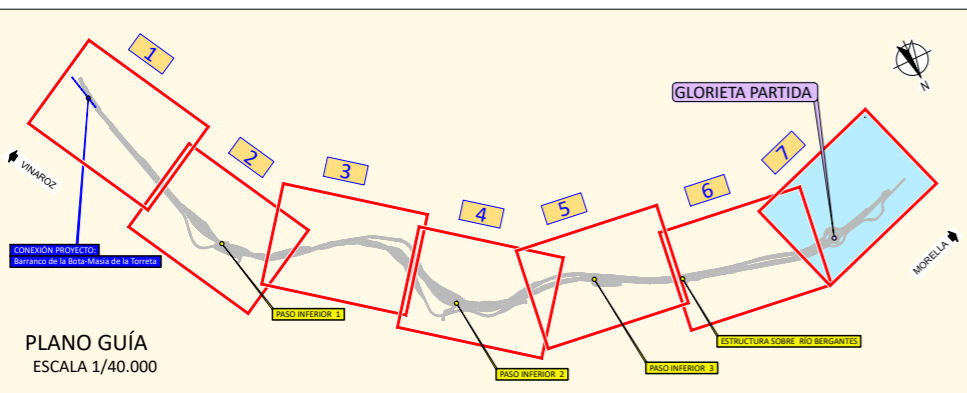 1
2
3
4
5
6
7
N
GLORIETA PARTIDA
VINAROZ
MORELLA
CONEXIÓN PROYECTO:
Barranco de la Bota-Masía de la Torreta
PASO INFERIOR 1
PASO INFERIOR 2
PASO INFERIOR 3
ESTRUCTURA SOBRE RÍO BERGANTES
PLANO GUÍA
ESCALA 1/40.000